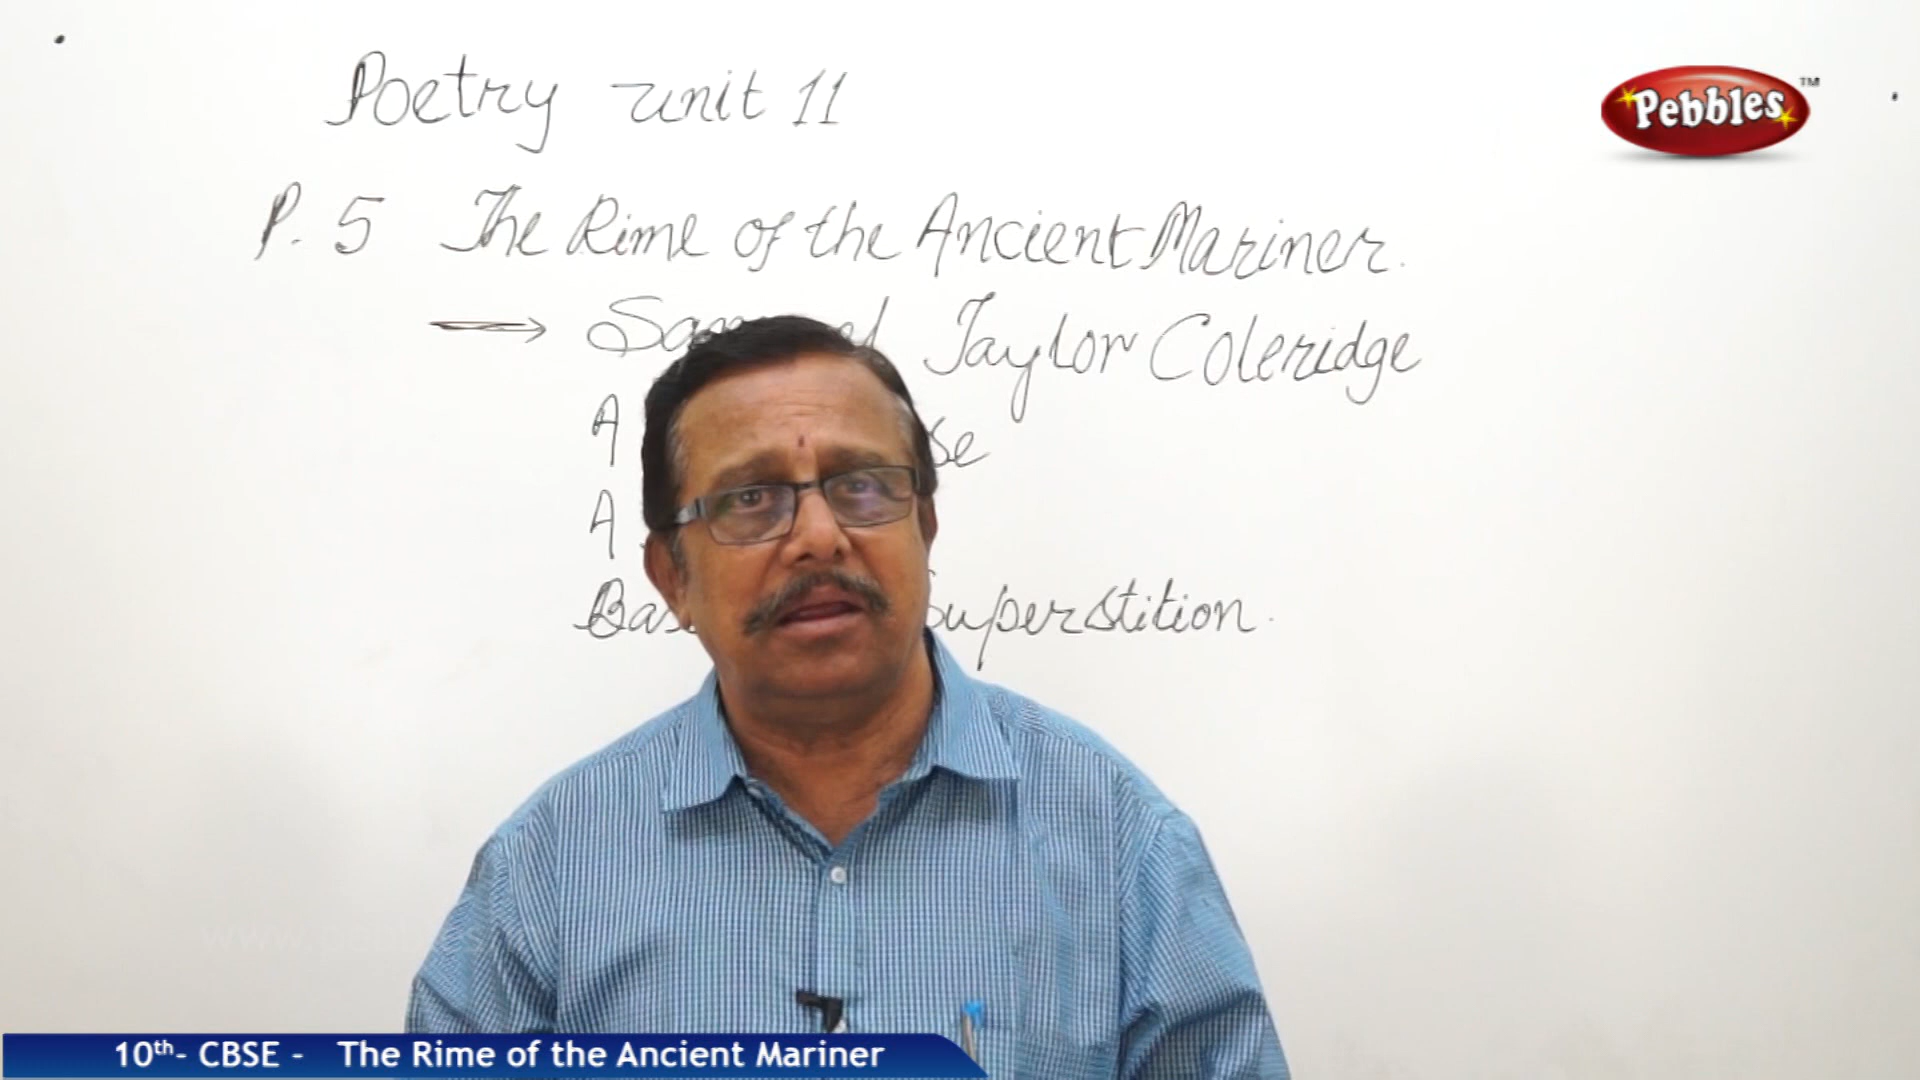 Poetry unit 11
Pebbles TM
P. 5 The Rime of the Ancient Mariner.
Taylor Coleridge
A
A
Superstition.
10th- CBSE - The Rime of the Ancient Mariner